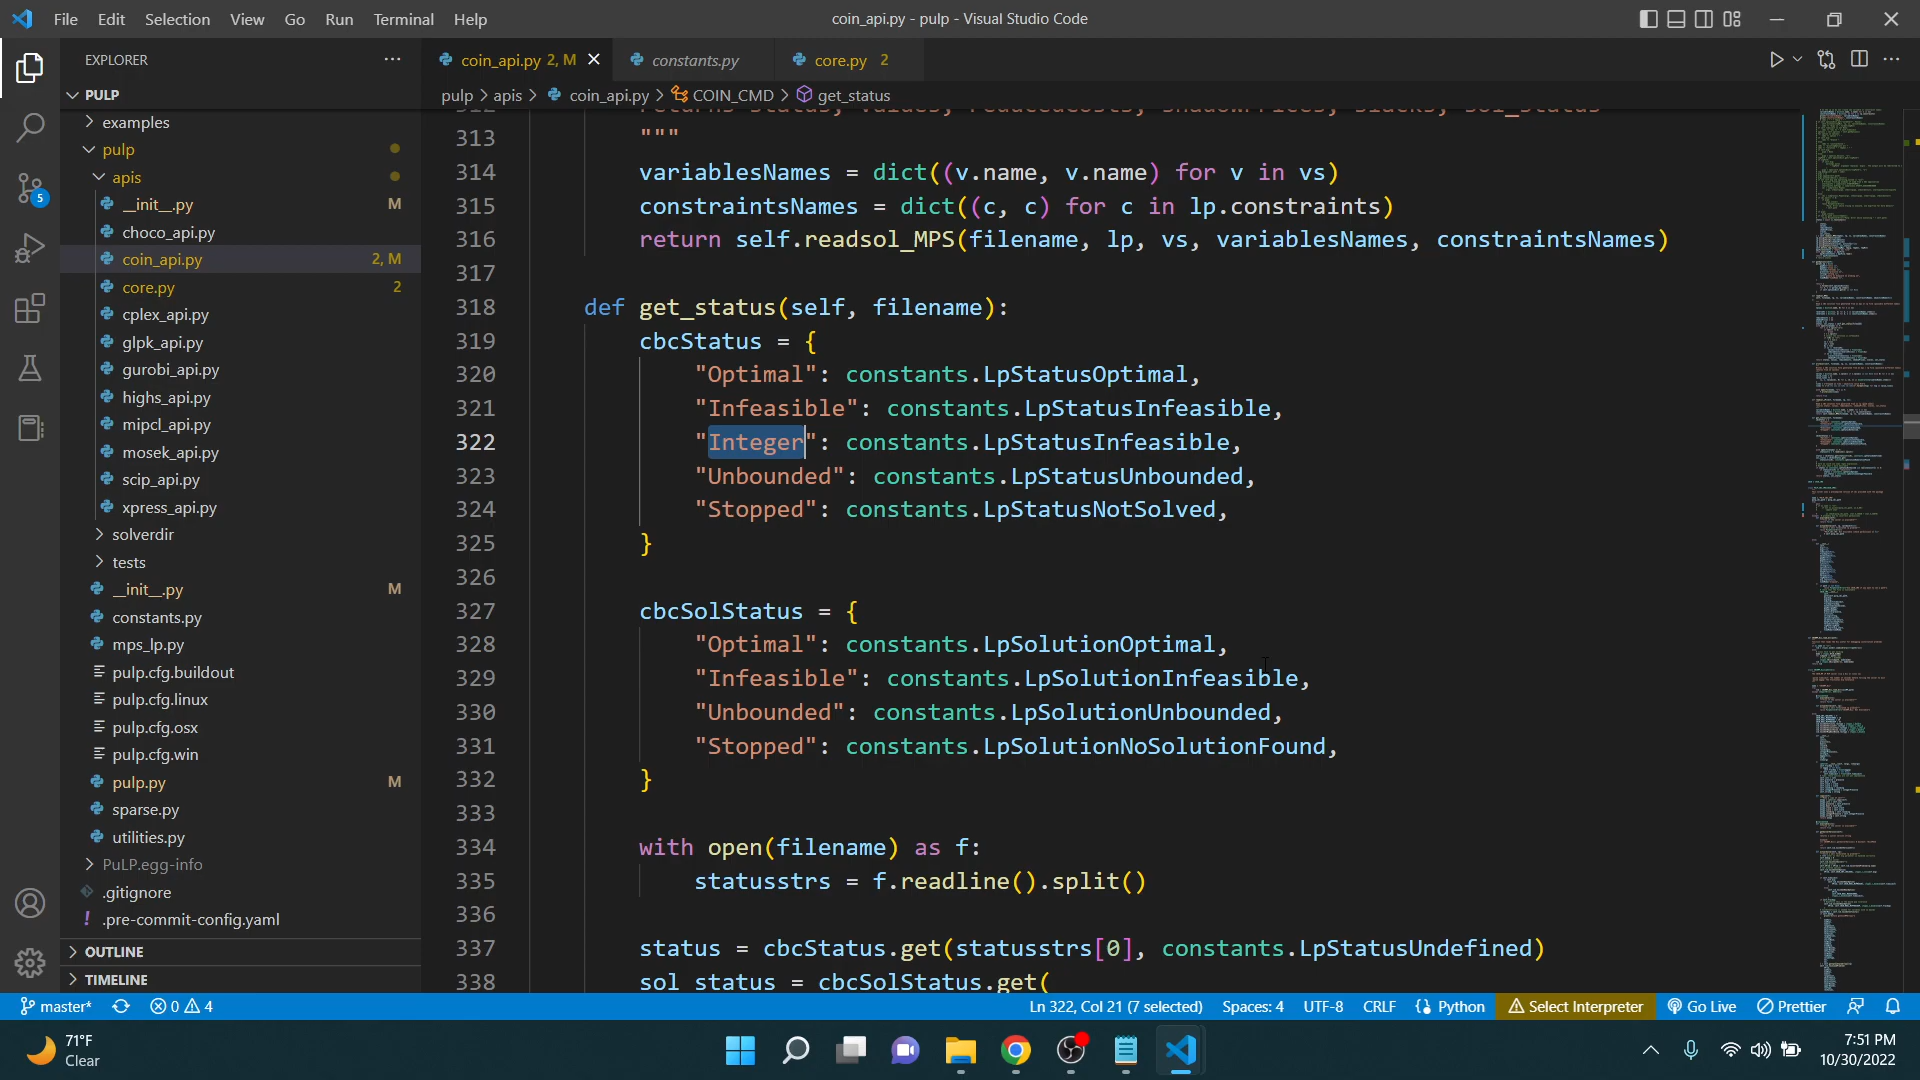 File Edit Selection View Go Run Terminal Help
coin_api.py - pulp - Visual Studio Code
EXPLORER
coin_api.py 2, M
constants.py
core.py 2
PULP
pulp > apis > coin_api.py > COIN_CMD > get_status
examples
pulp
apis
__init__.py M
choco_api.py
coin_api.py 2, M
core.py 2
cplex_api.py
glpk_api.py
gurobi_api.py
highs_api.py
mipcl_api.py
mosek_api.py
scip_api.py
xpress_api.py
solverdir
tests
__init__.py M
constants.py
mps_lp.py
pulp.cfg.buildout
pulp.cfg.linux
pulp.cfg.osx
pulp.cfg.win
pulp.py M
sparse.py
utilities.py
PuLP.egg-info
.gitignore
.pre-commit-config.yaml
OUTLINE
TIMELINE
313 """
314 variablesNames = dict((v.name, v.name) for v in vs)
315 constraintsNames = dict((c, c) for c in lp.constraints)
316 return self.readsol_MPS(filename, lp, vs, variablesNames, constraintsNames)
317
318 def get_status(self, filename):
319 cbcStatus = {
320 "Optimal": constants.LpStatusOptimal,
321 "Infeasible": constants.LpStatusInfeasible,
322 "Integer": constants.LpStatusInfeasible,
323 "Unbounded": constants.LpStatusUnbounded,
324 "Stopped": constants.LpStatusNotSolved,
325 }
326
327 cbcSolStatus = {
328 "Optimal": constants.LpSolutionOptimal,
329 "Infeasible": constants.LpSolutionInfeasible,
330 "Unbounded": constants.LpSolutionUnbounded,
331 "Stopped": constants.LpSolutionNoSolutionFound,
332 }
333
334 with open(filename) as f:
335 statusstrs = f.readline().split()
336
337 status = cbcStatus.get(statusstrs[0], constants.LpStatusUndefined)
338 sol_status = cbcSolStatus.get(
5
master* 0 4
Ln 322, Col 21 (7 selected) Spaces: 4 UTF-8 CRLF Python Select Interpreter Go Live Prettier
71°F
Clear
7:51 PM
10/30/2022